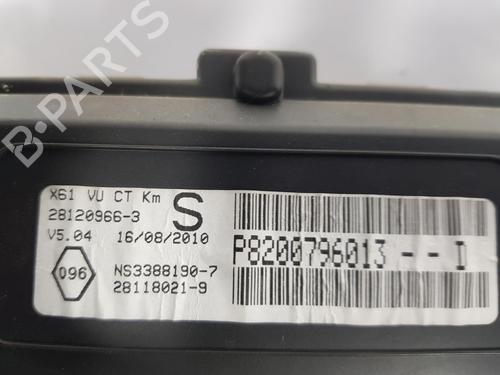 B-PARTS
X61 VU CT Km S
28120966-3
V5.04 16/08/2010
P8200796013--D
096
NS3388190-7
28118021-9